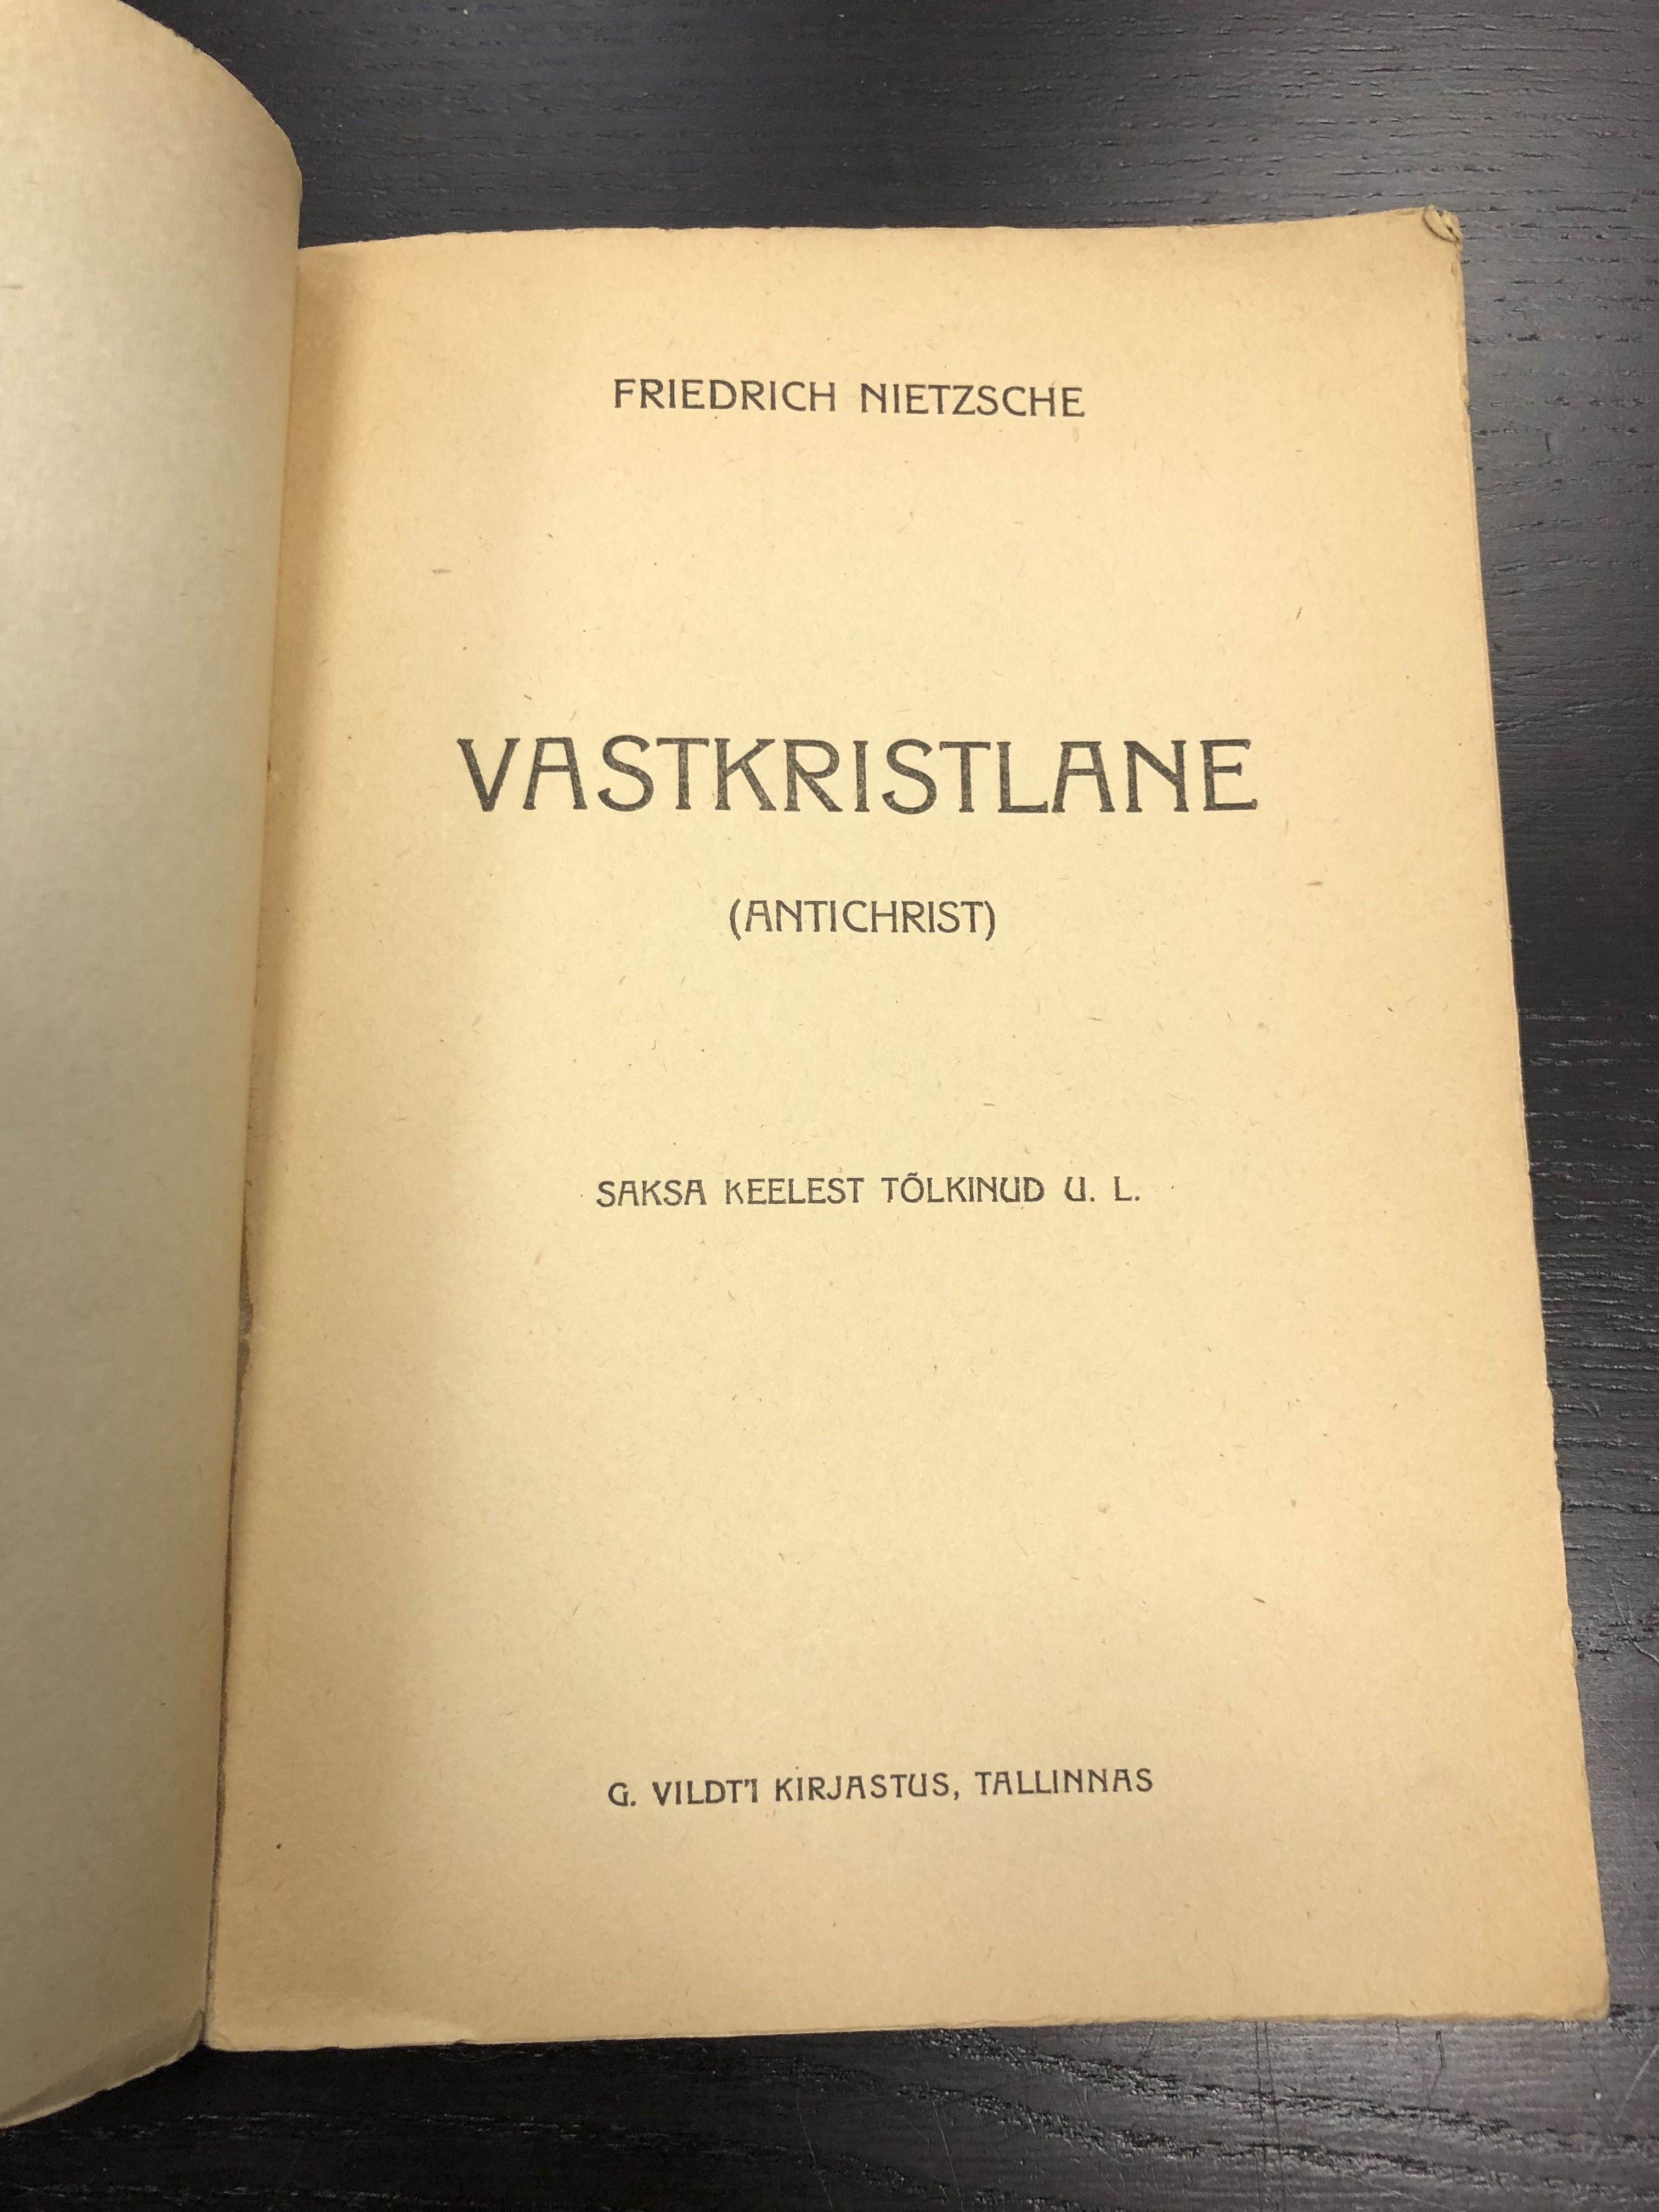 FRIEDRICH NIETZSCHE
VASTKRISTLANE
(ANTICHRIST)
SAKSA KEELEST TÕLKINUD U. L.
G. VILDT'I KIRJASTUS, TALLINNAS